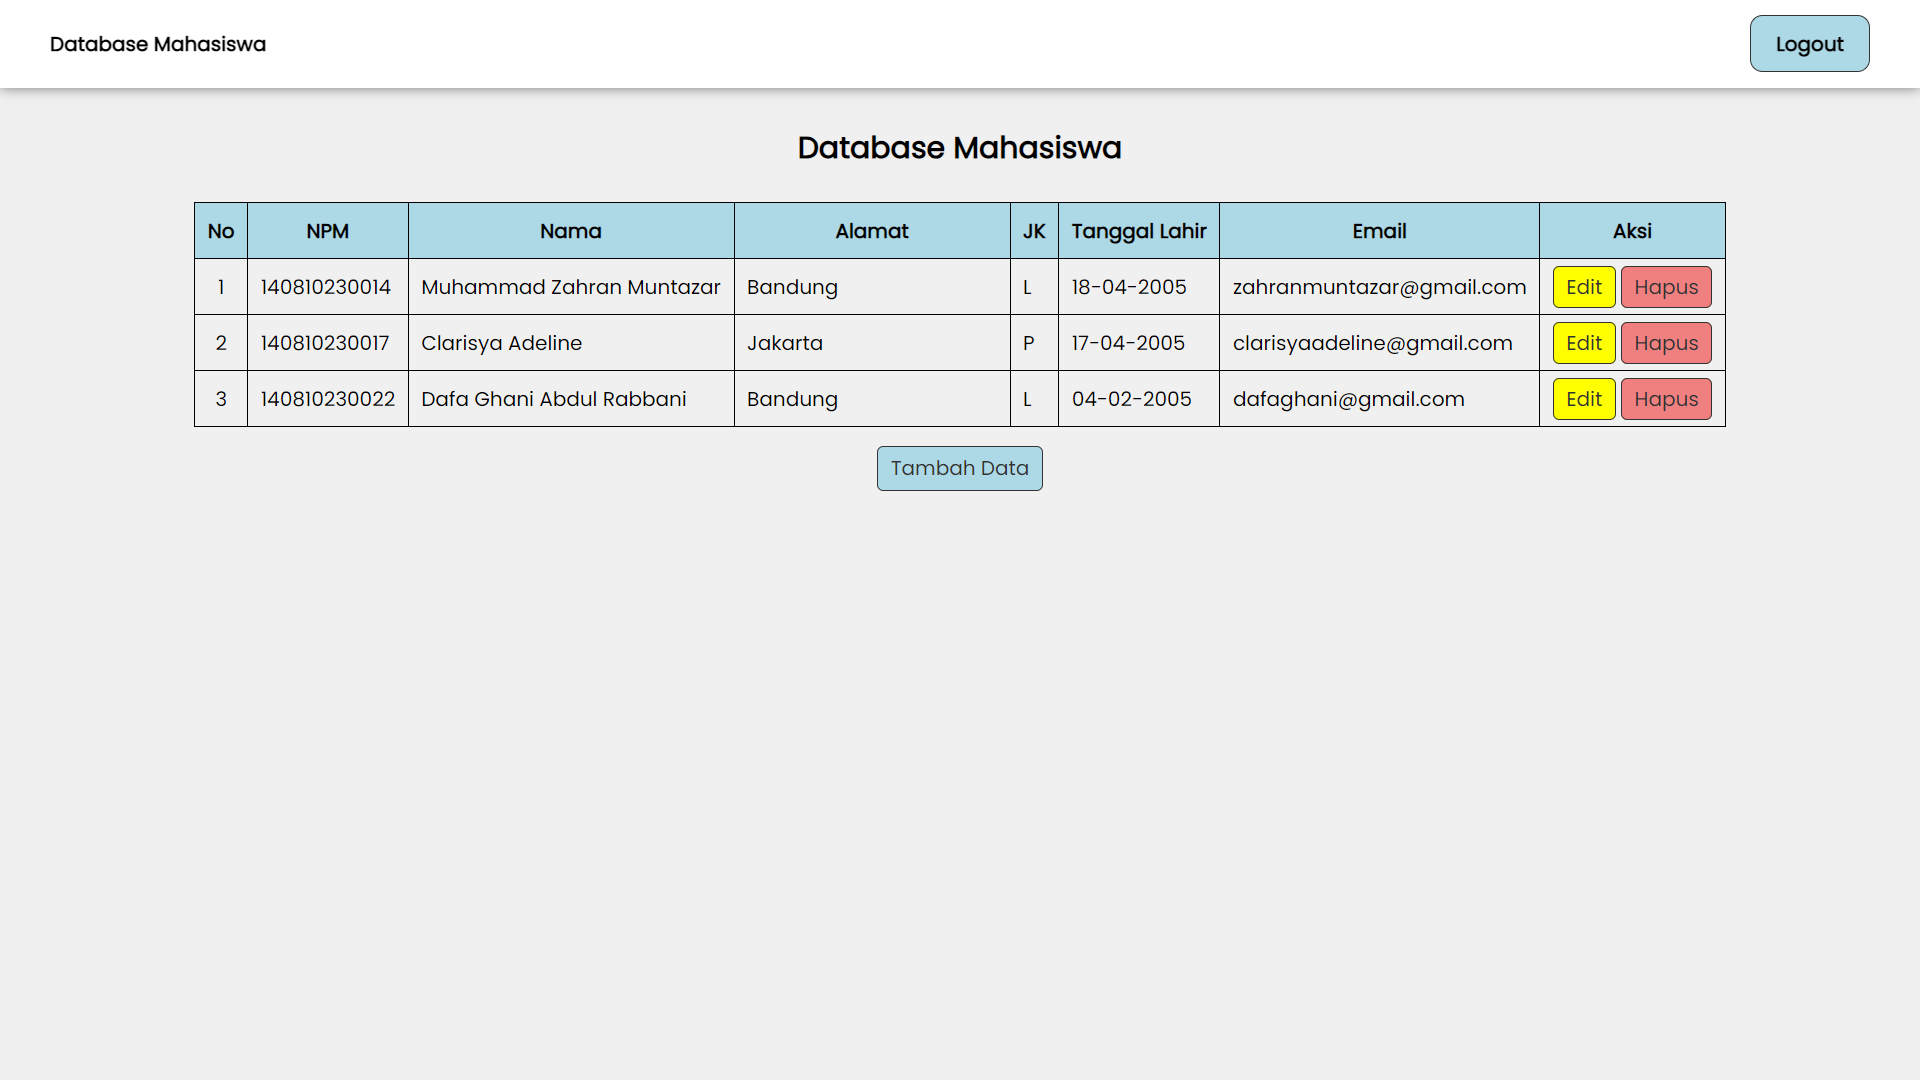 Database Mahasiswa
Logout
Database Mahasiswa
No NPM Nama Alamat JK Tanggal Lahir Email Aksi
1 140810230014 Muhammad Zahran Muntazar Bandung L 18-04-2005 zahranmuntazar@gmail.com Edit Hapus
2 140810230017 Clarisya Adeline Jakarta P 17-04-2005 clarisyaadeline@gmail.com Edit Hapus
3 140810230022 Dafa Ghani Abdul Rabbani Bandung L 04-02-2005 dafaghani@gmail.com Edit Hapus
Tambah Data